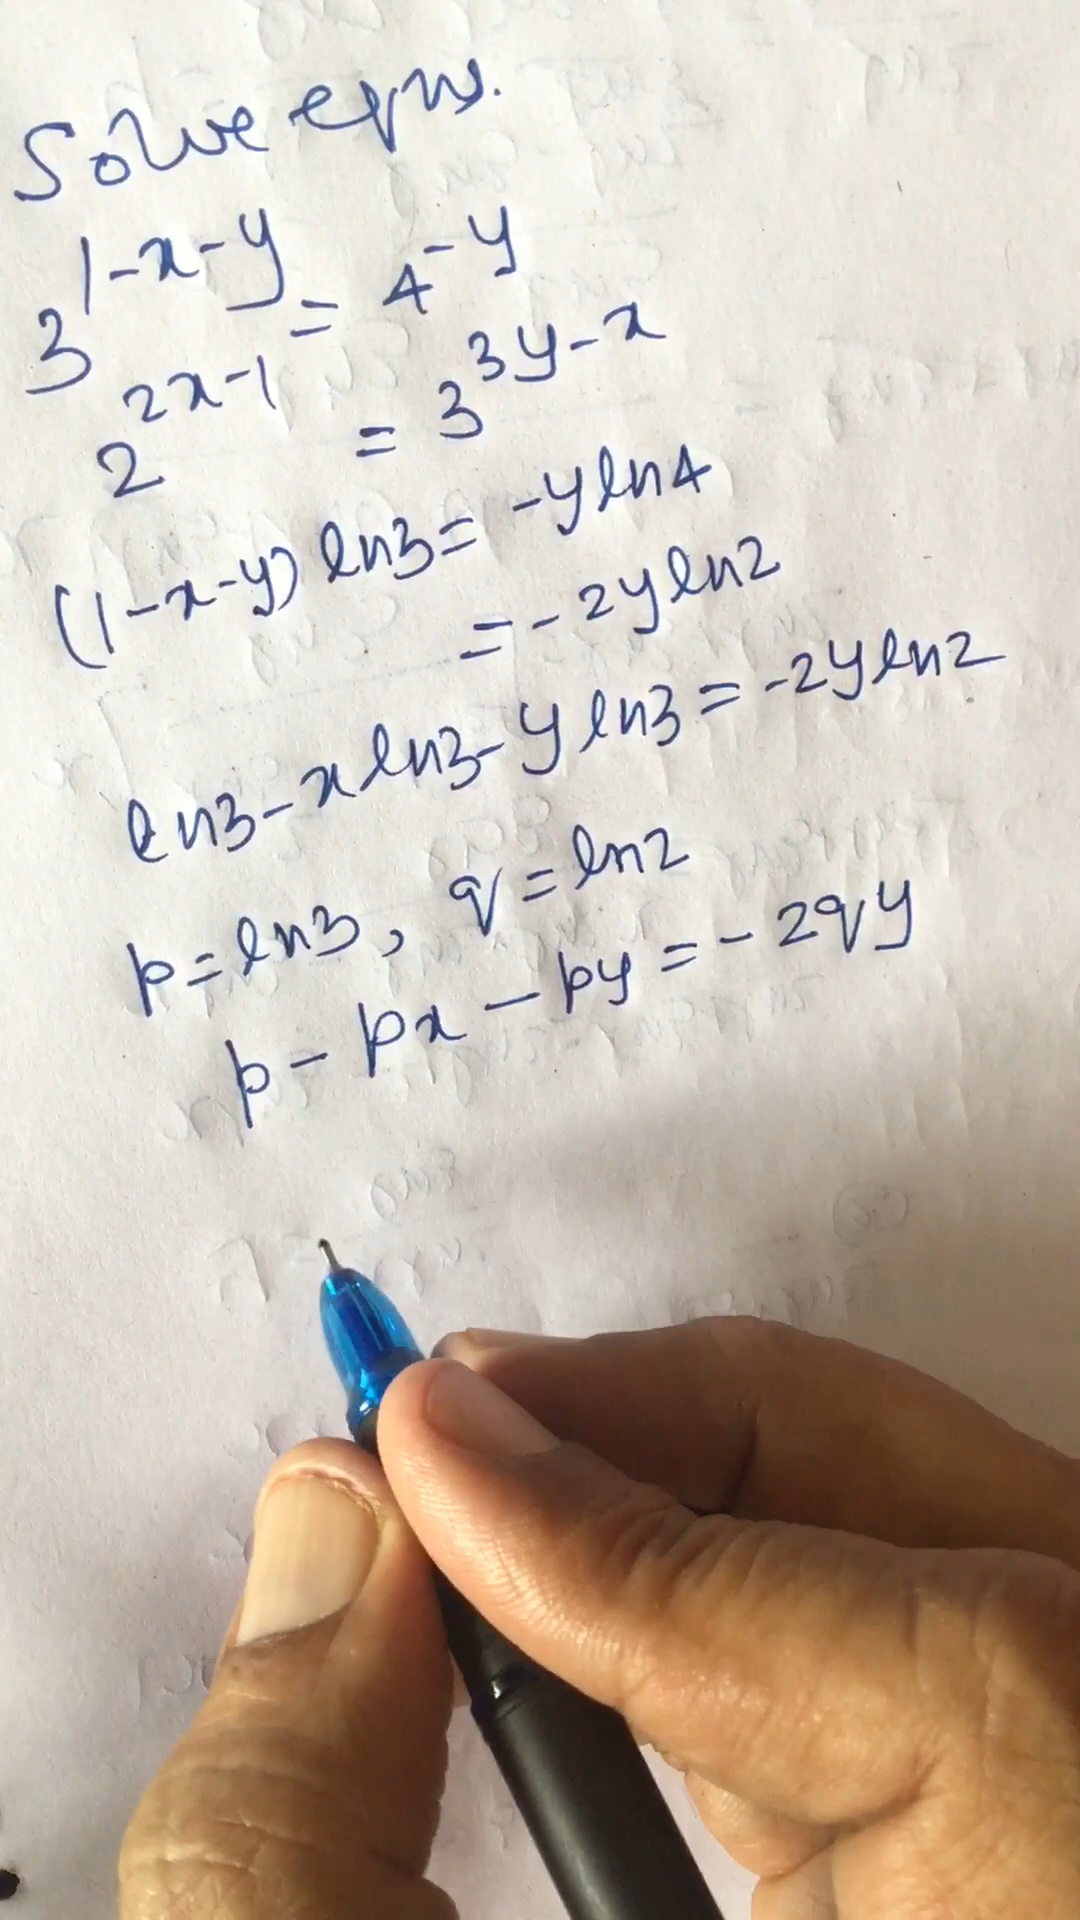 Solve eqns.
3^{1-x-y} = 4^{-y}
2^{2x-1} = 3^{3y-x}
(1-x-y) ln3 = -y ln4
= -2y ln2
ln3 - x ln3 - y ln3 = -2y ln2
p = ln3, q = ln2
p - px - py = -2qy